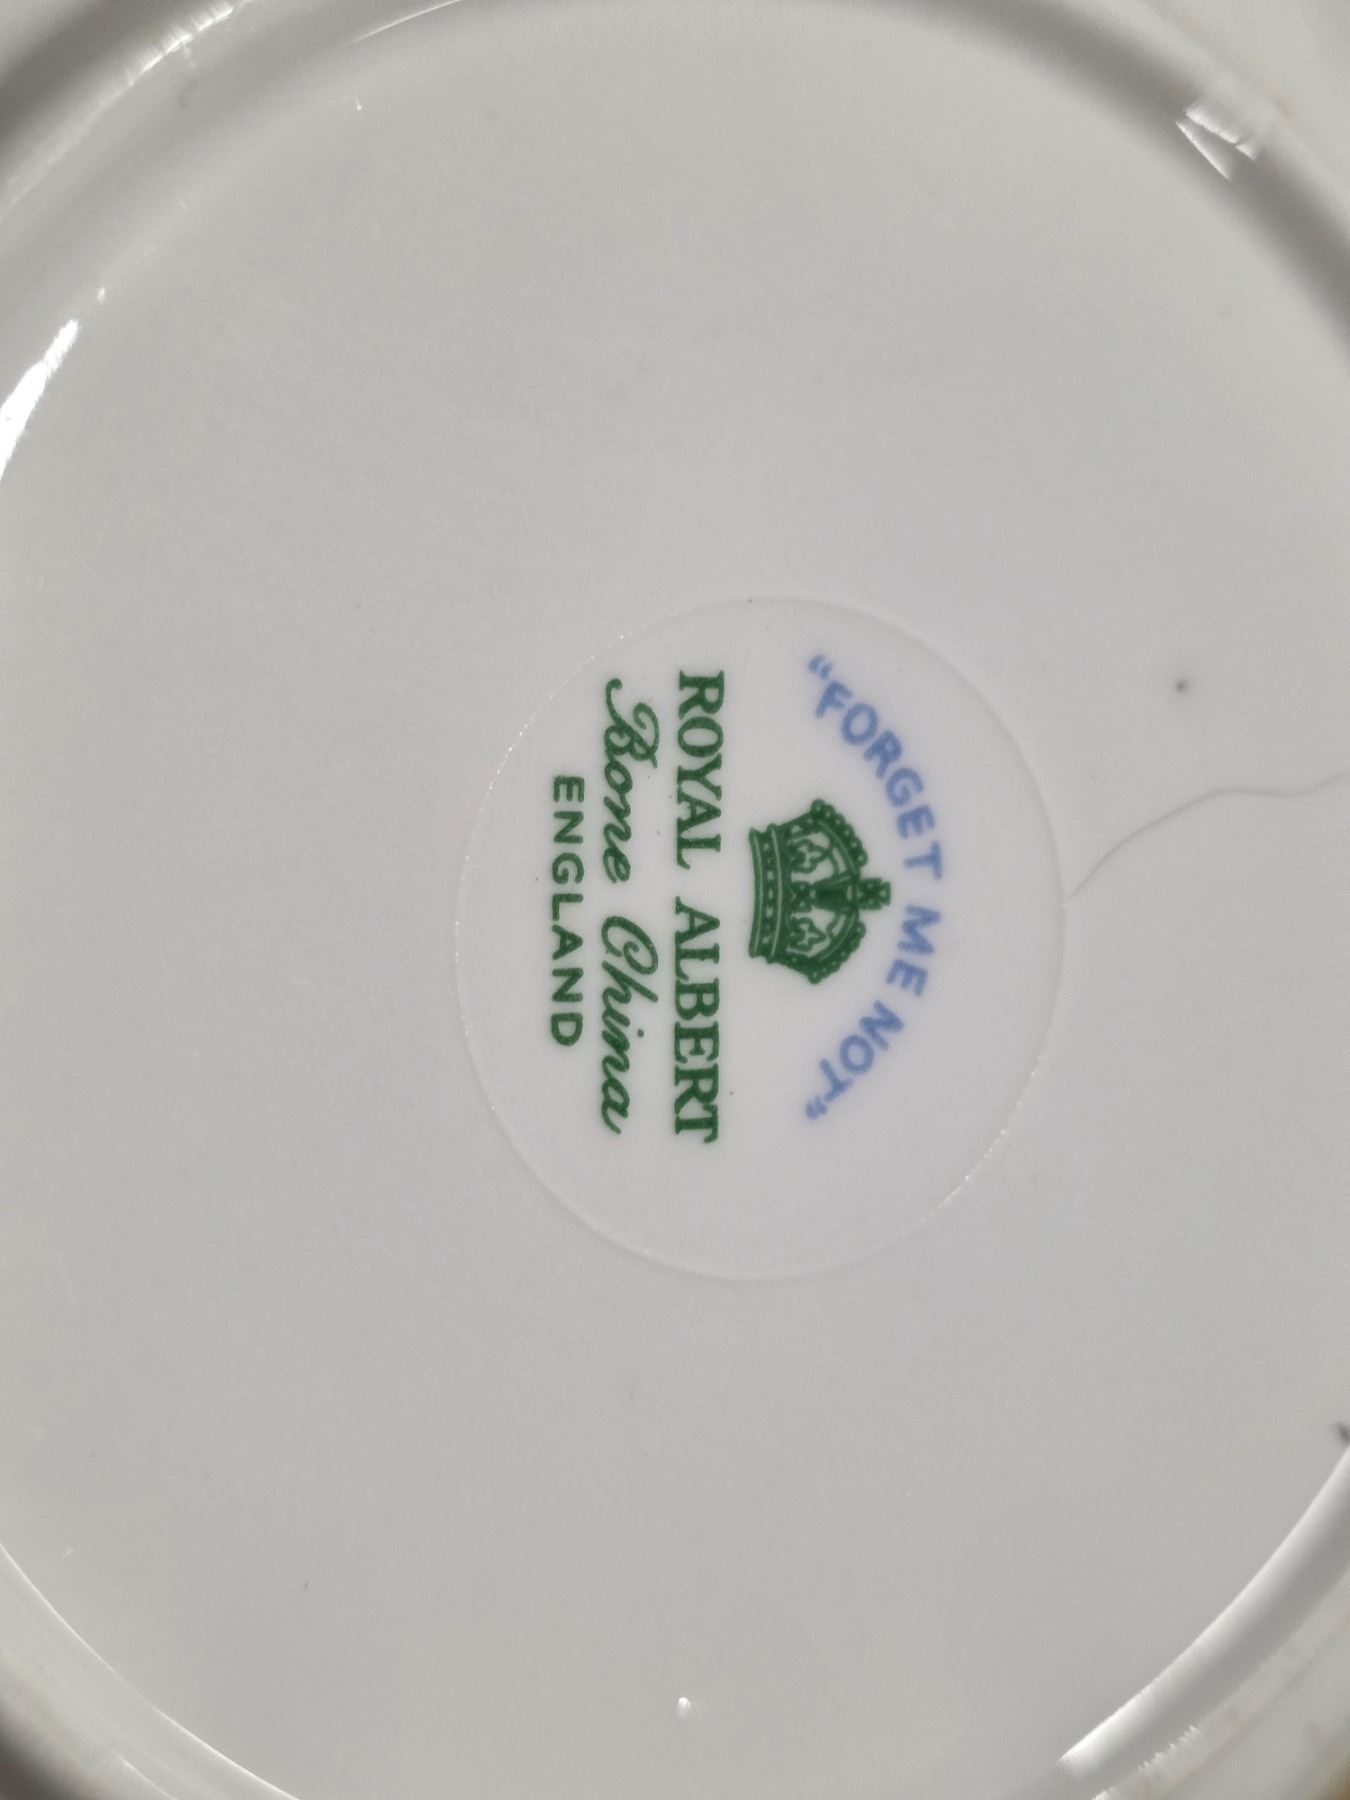 "FORGET ME NOT"
ROYAL ALBERT
Bone China
ENGLAND